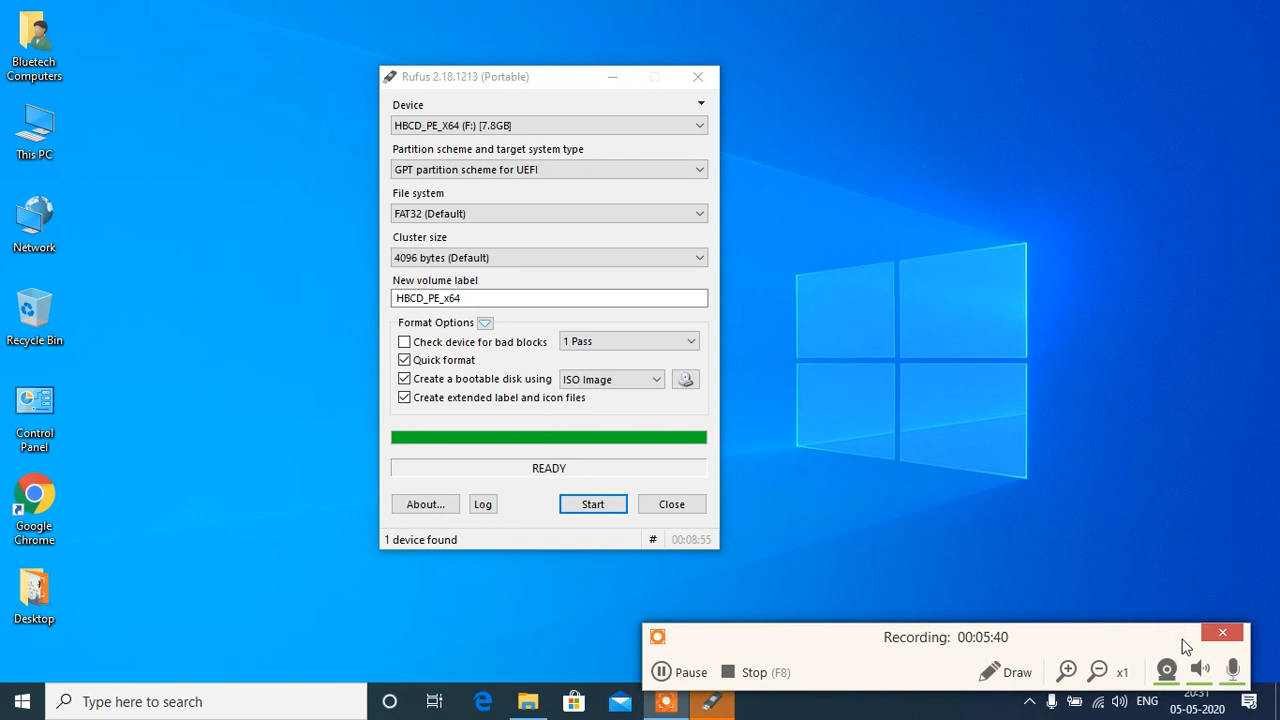 Bluetech
Computers
This PC
Network
Recycle Bin
Control
Panel
Google
Chrome
Desktop
Rufus 2.18.1213 (Portable)
Device
HBCD_PE_X64 (F:) [7.8GB]
Partition scheme and target system type
GPT partition scheme for UEFI
File system
FAT32 (Default)
Cluster size
4096 bytes (Default)
New volume label
HBCD_PE_x64
Format Options
Check device for bad blocks 1 Pass
Quick format
Create a bootable disk using ISO Image
Create extended label and icon files
READY
About... Log Start Close
1 device found # 00:08:55
Recording: 00:05:40
Pause Stop (F8) Draw x1
Type here to search
ENG
20:31
05-05-2020